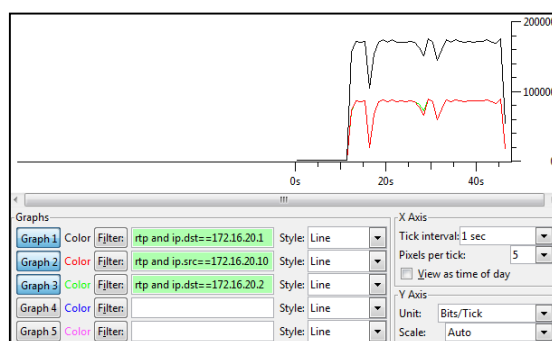 200000
100000
0
0s 20s 40s
Graphs
Graph 1 Color Filter: rtp and ip.dst==172.16.20.1 Style: Line
Graph 2 Color Filter: rtp and ip.src==172.16.20.10 Style: Line
Graph 3 Color Filter: rtp and ip.dst==172.16.20.2 Style: Line
Graph 4 Color Filter: Style: Line
Graph 5 Color Filter: Style: Line
X Axis
Tick interval: 1 sec
Pixels per tick: 5
View as time of day
Y Axis
Unit: Bits/Tick
Scale: Auto